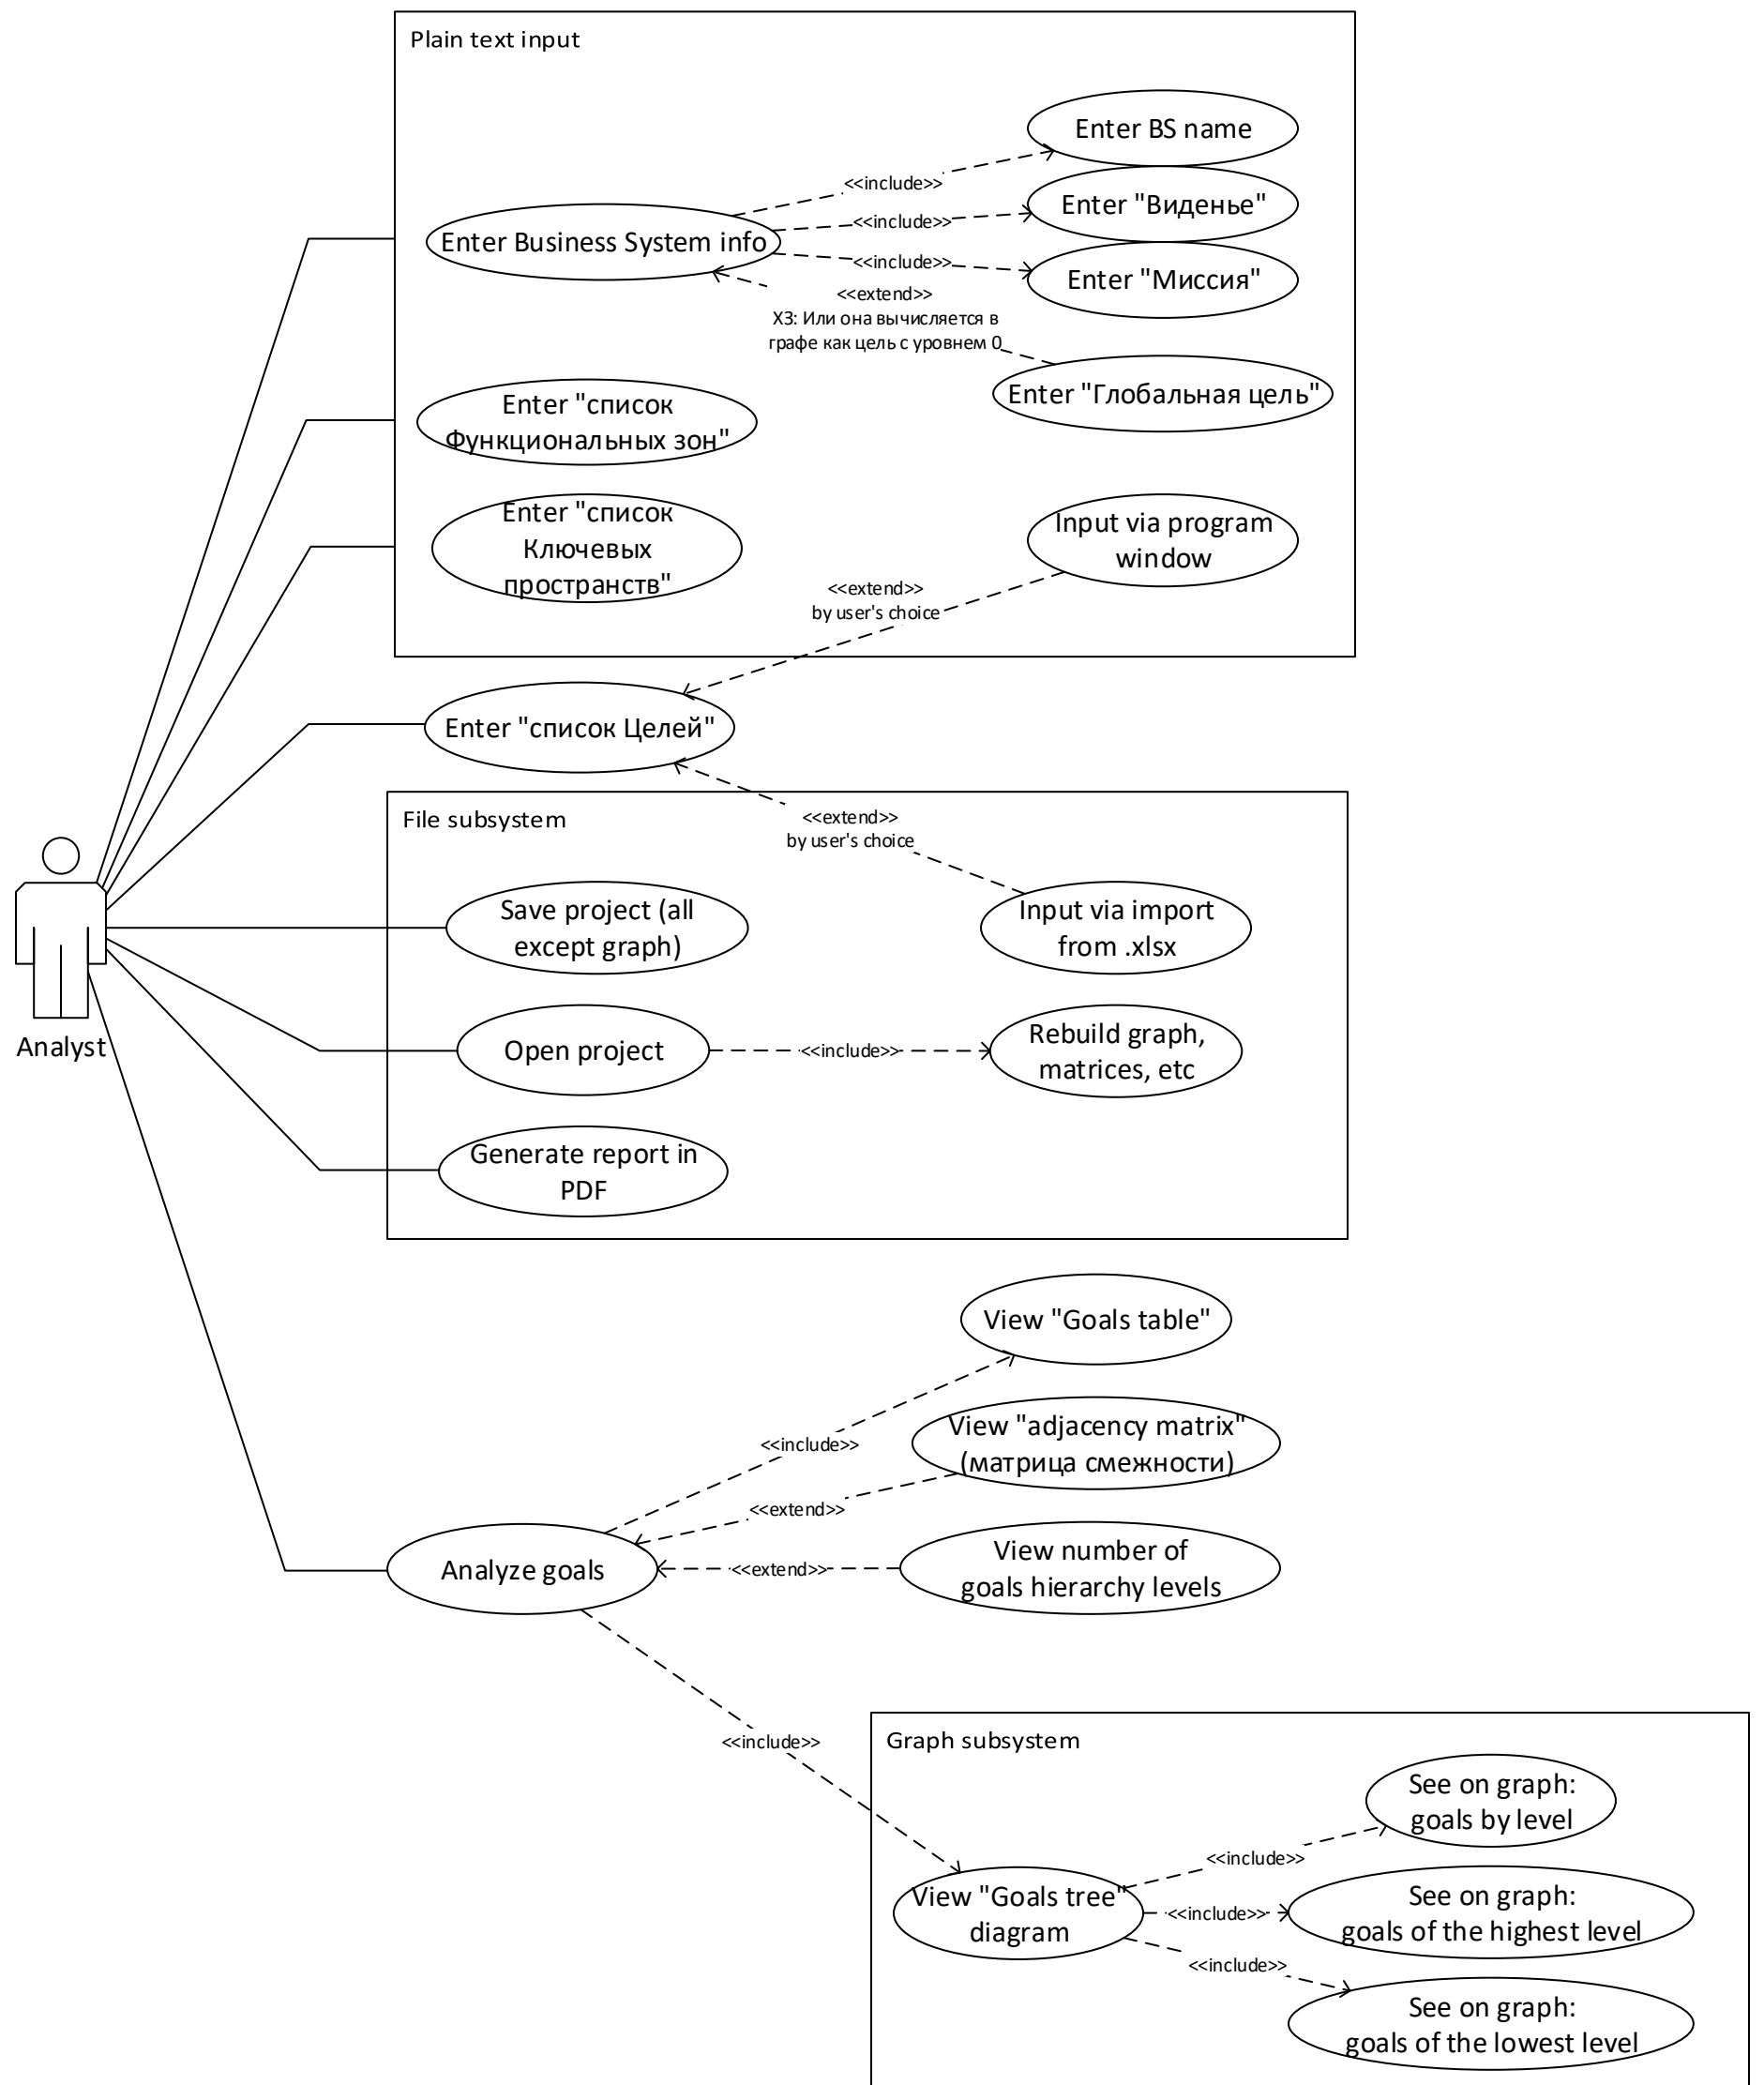 Plain text input
Enter BS name
<<include>>
Enter "Виденье"
<<include>>
Enter Business System info
<<include>>
Enter "Миссия"
<<extend>>
ХЗ: Или она вычисляется в
графе как цель с уровнем 0
Enter "Глобальная цель"
Enter "список
Функциональных зон"
Enter "список
Ключевых
пространств"
Input via program
window
<<extend>>
by user's choice
Enter "список Целей"
File subsystem
<<extend>>
by user's choice
Save project (all
except graph)
Input via import
from .xlsx
Analyst
Open project
<<include>>
Rebuild graph,
matrices, etc
Generate report in
PDF
View "Goals table"
<<include>>
View "adjacency matrix"
(матрица смежности)
<<extend>>
Analyze goals
<<extend>>
View number of
goals hierarchy levels
<<include>>
Graph subsystem
See on graph:
goals by level
<<include>>
View "Goals tree"
diagram
<<include>>
See on graph:
goals of the highest level
<<include>>
See on graph:
goals of the lowest level